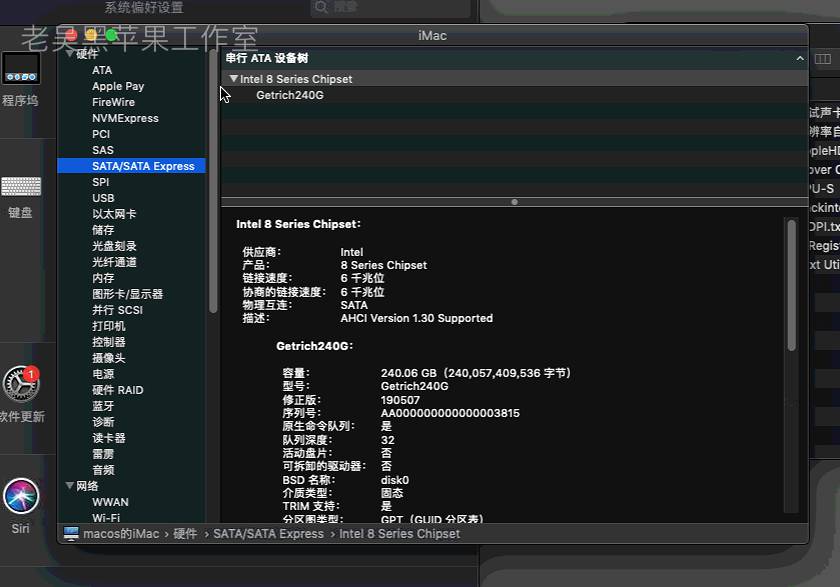 系统偏好设置
搜索
老吴黑苹果工作室
iMac
硬件
ATA
Apple Pay
FireWire
NVMExpress
PCI
SAS
SATA/SATA Express
SPI
USB
以太网卡
储存
光盘刻录
光纤通道
内存
图形卡/显示器
并行 SCSI
打印机
控制器
摄像头
电源
硬件 RAID
蓝牙
诊断
读卡器
雷雳
音频
网络
WWAN
Wi-Fi
串行 ATA 设备树
Intel 8 Series Chipset
Getrich240G
Intel 8 Series Chipset:
供应商: Intel
产品: 8 Series Chipset
链接速度: 6 千兆位
协商的链接速度: 6 千兆位
物理互连: SATA
描述: AHCI Version 1.30 Supported
Getrich240G:
容量: 240.06 GB (240,057,409,536 字节)
型号: Getrich240G
修正版: 190507
序列号: AA000000000000003815
原生命令队列: 是
队列深度: 32
活动盘片: 否
可拆卸的驱动器: 否
BSD 名称: disk0
介质类型: 固态
TRIM 支持: 是
分区图类型: GPT (GUID 分区表)
macos的iMac › 硬件 › SATA/SATA Express › Intel 8 Series Chipset
程序坞
键盘
1
软件更新
Siri
试声卡
辨率自
pleHD
over C
PU-S
ckinto
DPI.tx
Regis
xt Uti